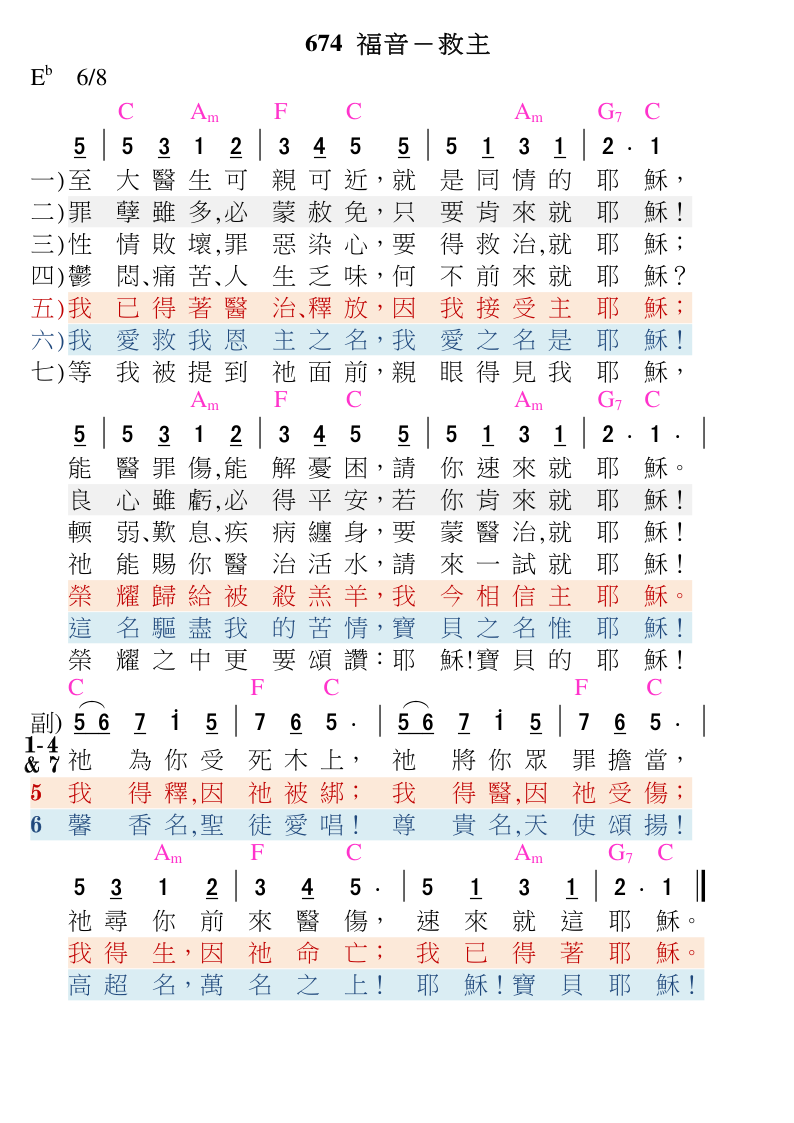 674 福音－救主
E♭ 6/8
C Am F C Am G7 C
5 | 5 3 1 2 | 3 4 5 5 | 5 1 3 1 | 2 · 1
一)至 大醫生可 親可近，就 是同情的 耶穌，
二)罪 孽雖多,必 蒙赦免，只 要肯來就 耶穌！
三)性 情敗壞,罪 惡染心，要 得救治,就 耶穌；
四)鬱 悶、痛苦、人 生乏味，何 不前來就 耶穌？
五)我 已得著醫 治、釋放，因 我接受主 耶穌；
六)我 愛救我恩 主之名，我 愛之名是 耶穌！
七)等 我被提到 祂面前，親 眼得見我 耶穌，
Am F C Am G7 C
5 | 5 3 1 2 | 3 4 5 5 | 5 1 3 1 | 2 · 1 · |
能 醫罪傷,能 解憂困，請 你速來就 耶穌。
良 心雖虧,必 得平安，若 你肯來就 耶穌！
輭 弱、歎息、疾 病纏身，要 蒙醫治,就 耶穌！
祂 能賜你醫 治活水，請 來一試就 耶穌！
榮 耀歸給被 殺羔羊，我 今相信主 耶穌。
這 名驅盡我 的苦情，寶 貝之名惟 耶穌！
榮 耀之中更 要頌讚：耶 穌!寶貝的 耶穌！
C F C F C
副) 5 6 7 i 5 | 7 6 5 · | 5 6 7 i 5 | 7 6 5 · |
1-4 & 7 祂 為你受 死木上， 祂 將你眾 罪擔當，
5 我 得釋,因 祂被綁； 我 得醫,因 祂受傷；
6 馨 香名,聖 徒愛唱！ 尊 貴名,天 使頌揚！
Am F C Am G7 C
5 3 1 2 | 3 4 5 · | 5 1 3 1 | 2 · 1 ‖
祂尋你前 來醫傷， 速來就這 耶穌。
我得生，因 祂命亡； 我已得著 耶穌。
高超名，萬 名之上！ 耶穌！寶貝 耶穌！